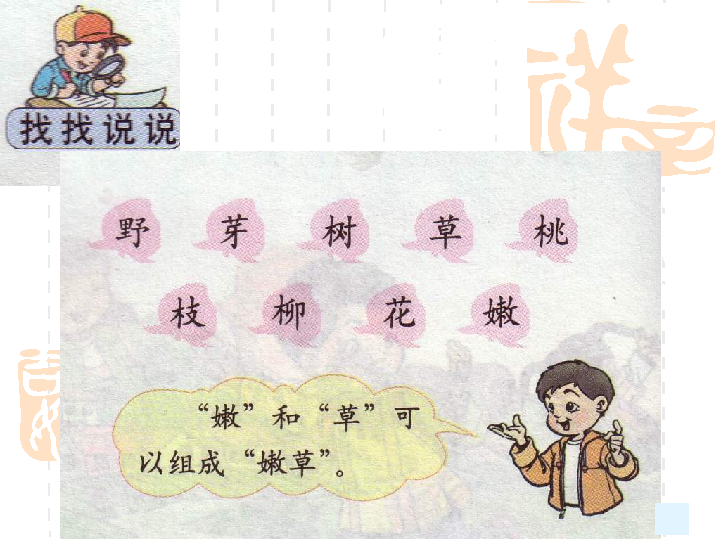 找找说说
野 芽 树 草 桃
枝 柳 花 嫩
“嫩”和“草”可
以组成“嫩草”。